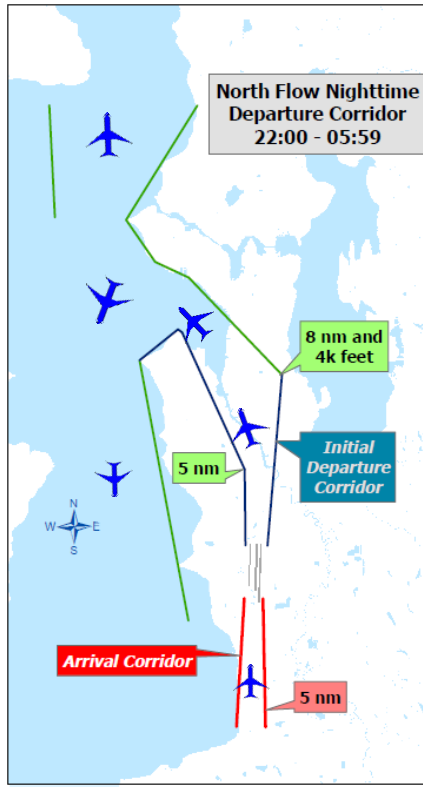 North Flow Nighttime
Departure Corridor
22:00 - 05:59
8 nm and
4k feet
5 nm
Initial
Departure
Corridor
N
W E
S
Arrival Corridor
5 nm